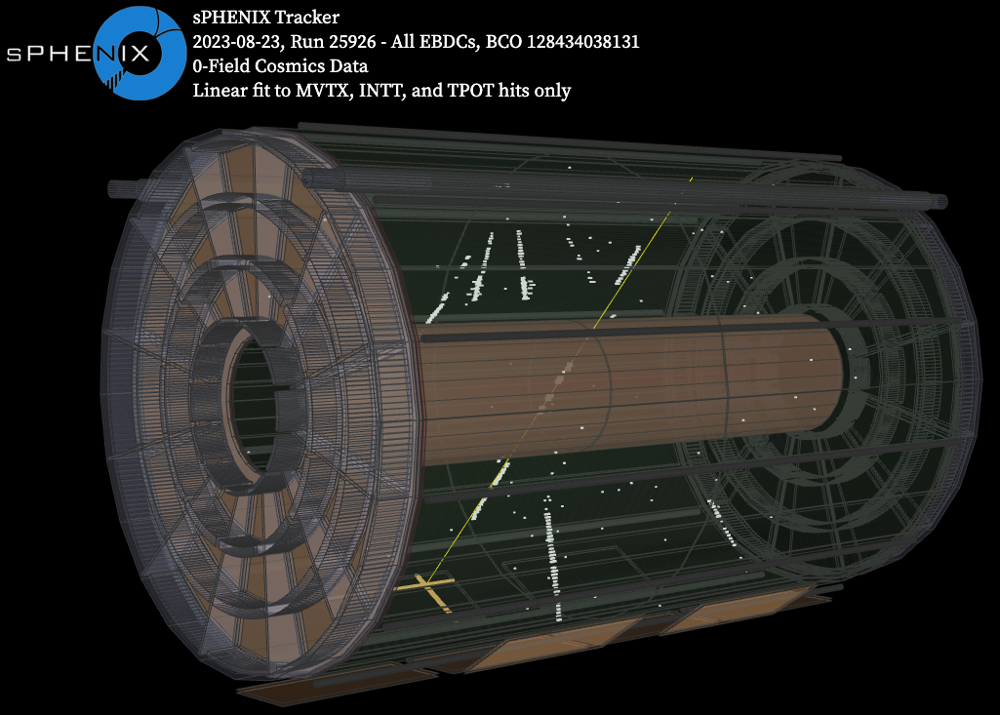 sPHENIX
sPHENIX Tracker
2023-08-23, Run 25926 - All EBDCs, BCO 128434038131
0-Field Cosmics Data
Linear fit to MVTX, INTT, and TPOT hits only